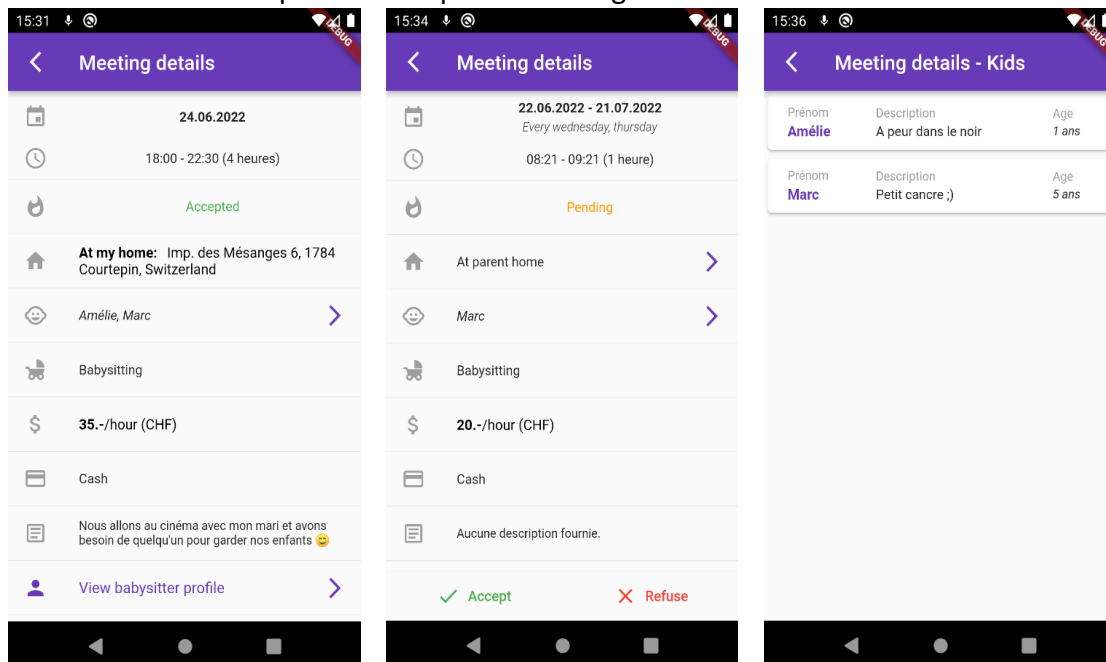 15:31
DEBUG
Meeting details
24.06.2022
18:00 - 22:30 (4 heures)
Accepted
At my home: Imp. des Mésanges 6, 1784
Courtepin, Switzerland
Amélie, Marc
Babysitting
$ 35.-/hour (CHF)
Cash
Nous allons au cinéma avec mon mari et avons
besoin de quelqu'un pour garder nos enfants 😊
View babysitter profile
15:34
DEBUG
Meeting details
22.06.2022 - 21.07.2022
Every wednesday, thursday
08:21 - 09:21 (1 heure)
Pending
At parent home
Marc
Babysitting
$ 20.-/hour (CHF)
Cash
Aucune description fournie.
Accept Refuse
15:36
DEBUG
Meeting details - Kids
Prénom Description Age
Amélie A peur dans le noir 1 ans
Prénom Description Age
Marc Petit cancre ;) 5 ans